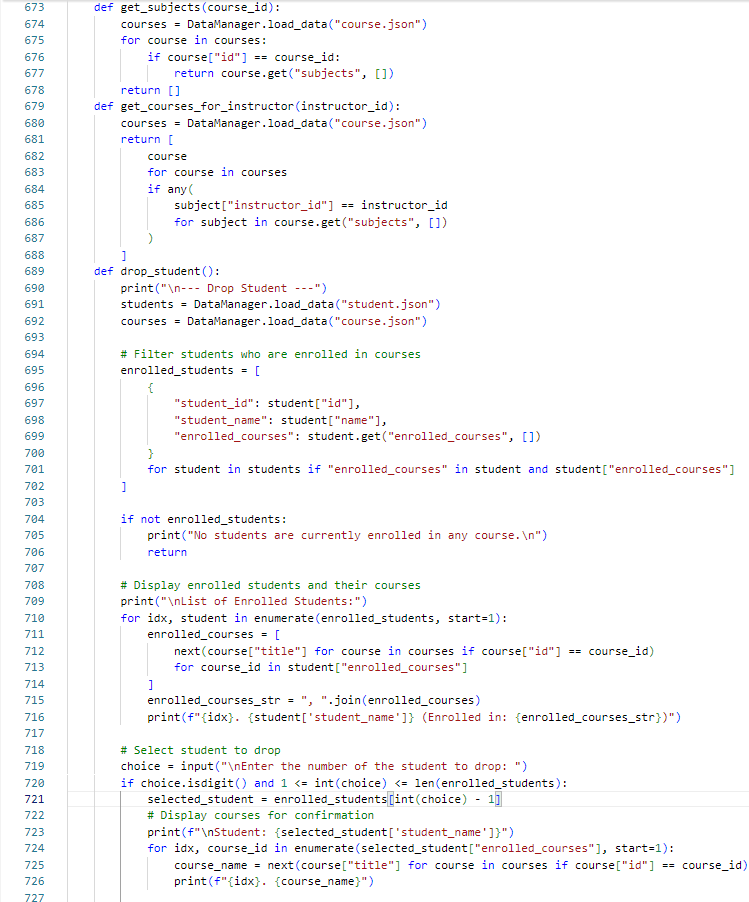 673 def get_subjects(course_id):
674 courses = DataManager.load_data("course.json")
675 for course in courses:
676 if course["id"] == course_id:
677 return course.get("subjects", [])
678 return []
679 def get_courses_for_instructor(instructor_id):
680 courses = DataManager.load_data("course.json")
681 return [
682 course
683 for course in courses
684 if any(
685 subject["instructor_id"] == instructor_id
686 for subject in course.get("subjects", [])
687 )
688 ]
689 def drop_student():
690 print("\n--- Drop Student ---")
691 students = DataManager.load_data("student.json")
692 courses = DataManager.load_data("course.json")
693
694 # Filter students who are enrolled in courses
695 enrolled_students = [
696 {
697 "student_id": student["id"],
698 "student_name": student["name"],
699 "enrolled_courses": student.get("enrolled_courses", [])
700 }
701 for student in students if "enrolled_courses" in student and student["enrolled_courses"]
702 ]
703
704 if not enrolled_students:
705 print("No students are currently enrolled in any course.\n")
706 return
707
708 # Display enrolled students and their courses
709 print("\nList of Enrolled Students:")
710 for idx, student in enumerate(enrolled_students, start=1):
711 enrolled_courses = [
712 next(course["title"] for course in courses if course["id"] == course_id)
713 for course_id in student["enrolled_courses"]
714 ]
715 enrolled_courses_str = ", ".join(enrolled_courses)
716 print(f"{idx}. {student['student_name']} (Enrolled in: {enrolled_courses_str})")
717
718 # Select student to drop
719 choice = input("\nEnter the number of the student to drop: ")
720 if choice.isdigit() and 1 <= int(choice) <= len(enrolled_students):
721 selected_student = enrolled_students[int(choice) - 1]
722 # Display courses for confirmation
723 print(f"\nStudent: {selected_student['student_name']}")
724 for idx, course_id in enumerate(selected_student["enrolled_courses"], start=1):
725 course_name = next(course["title"] for course in courses if course["id"] == course_id)
726 print(f"{idx}. {course_name}")
727